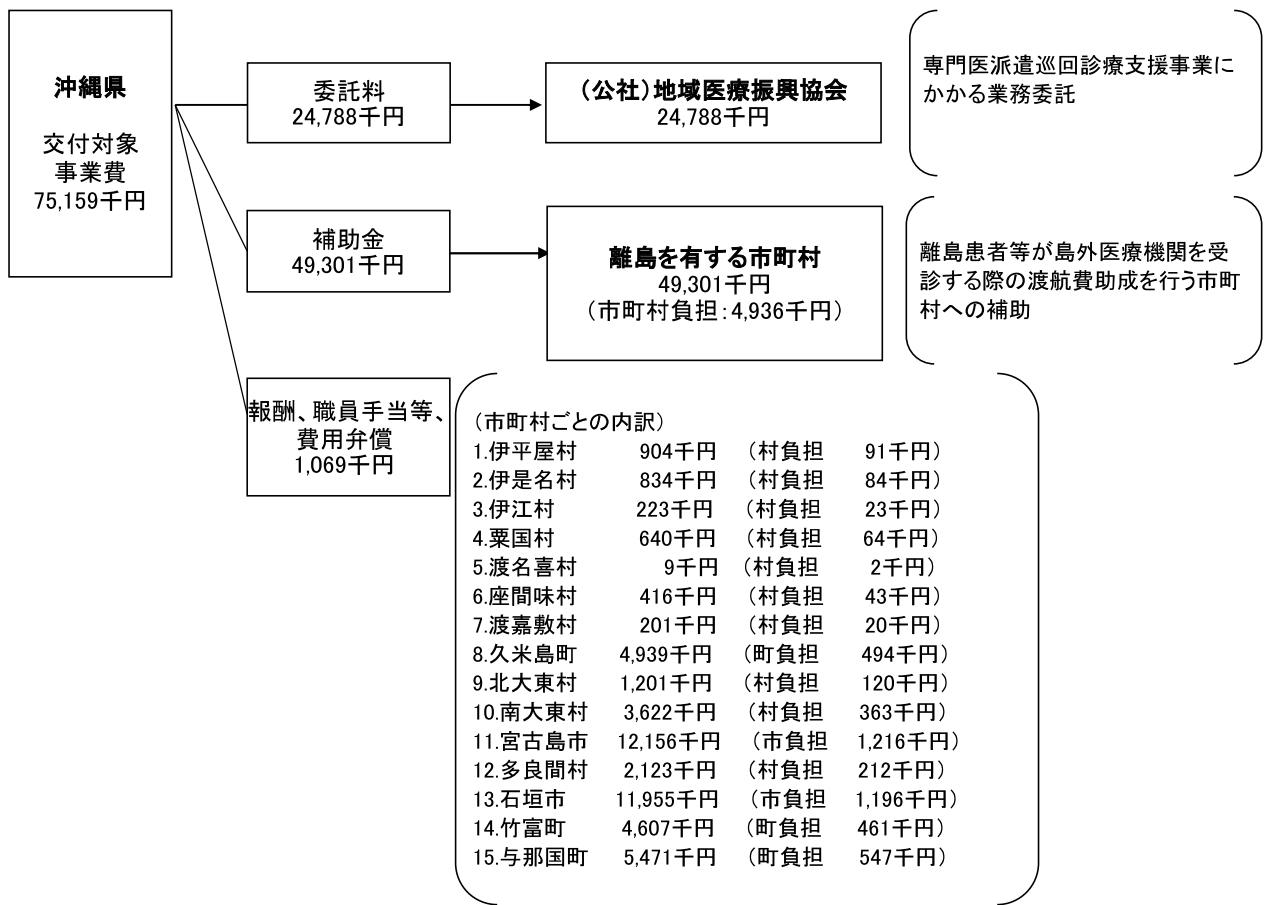 沖縄県
交付対象
事業費
75,159千円
委託料
24,788千円
（公社）地域医療振興協会
24,788千円
専門医派遣巡回診療支援事業に
かかる業務委託
補助金
49,301千円
離島を有する市町村
49,301千円
（市町村負担：4,936千円）
離島患者等が島外医療機関を受
診する際の渡航費助成を行う市町
村への補助
報酬、職員手当等、
費用弁償
1,069千円
（市町村ごとの内訳）
1.伊平屋村 904千円 （村負担 91千円）
2.伊是名村 834千円 （村負担 84千円）
3.伊江村 223千円 （村負担 23千円）
4.粟国村 640千円 （村負担 64千円）
5.渡名喜村 9千円 （村負担 2千円）
6.座間味村 416千円 （村負担 43千円）
7.渡嘉敷村 201千円 （村負担 20千円）
8.久米島町 4,939千円 （町負担 494千円）
9.北大東村 1,201千円 （村負担 120千円）
10.南大東村 3,622千円 （村負担 363千円）
11.宮古島市 12,156千円 （市負担 1,216千円）
12.多良間村 2,123千円 （村負担 212千円）
13.石垣市 11,955千円 （市負担 1,196千円）
14.竹富町 4,607千円 （町負担 461千円）
15.与那国町 5,471千円 （町負担 547千円）